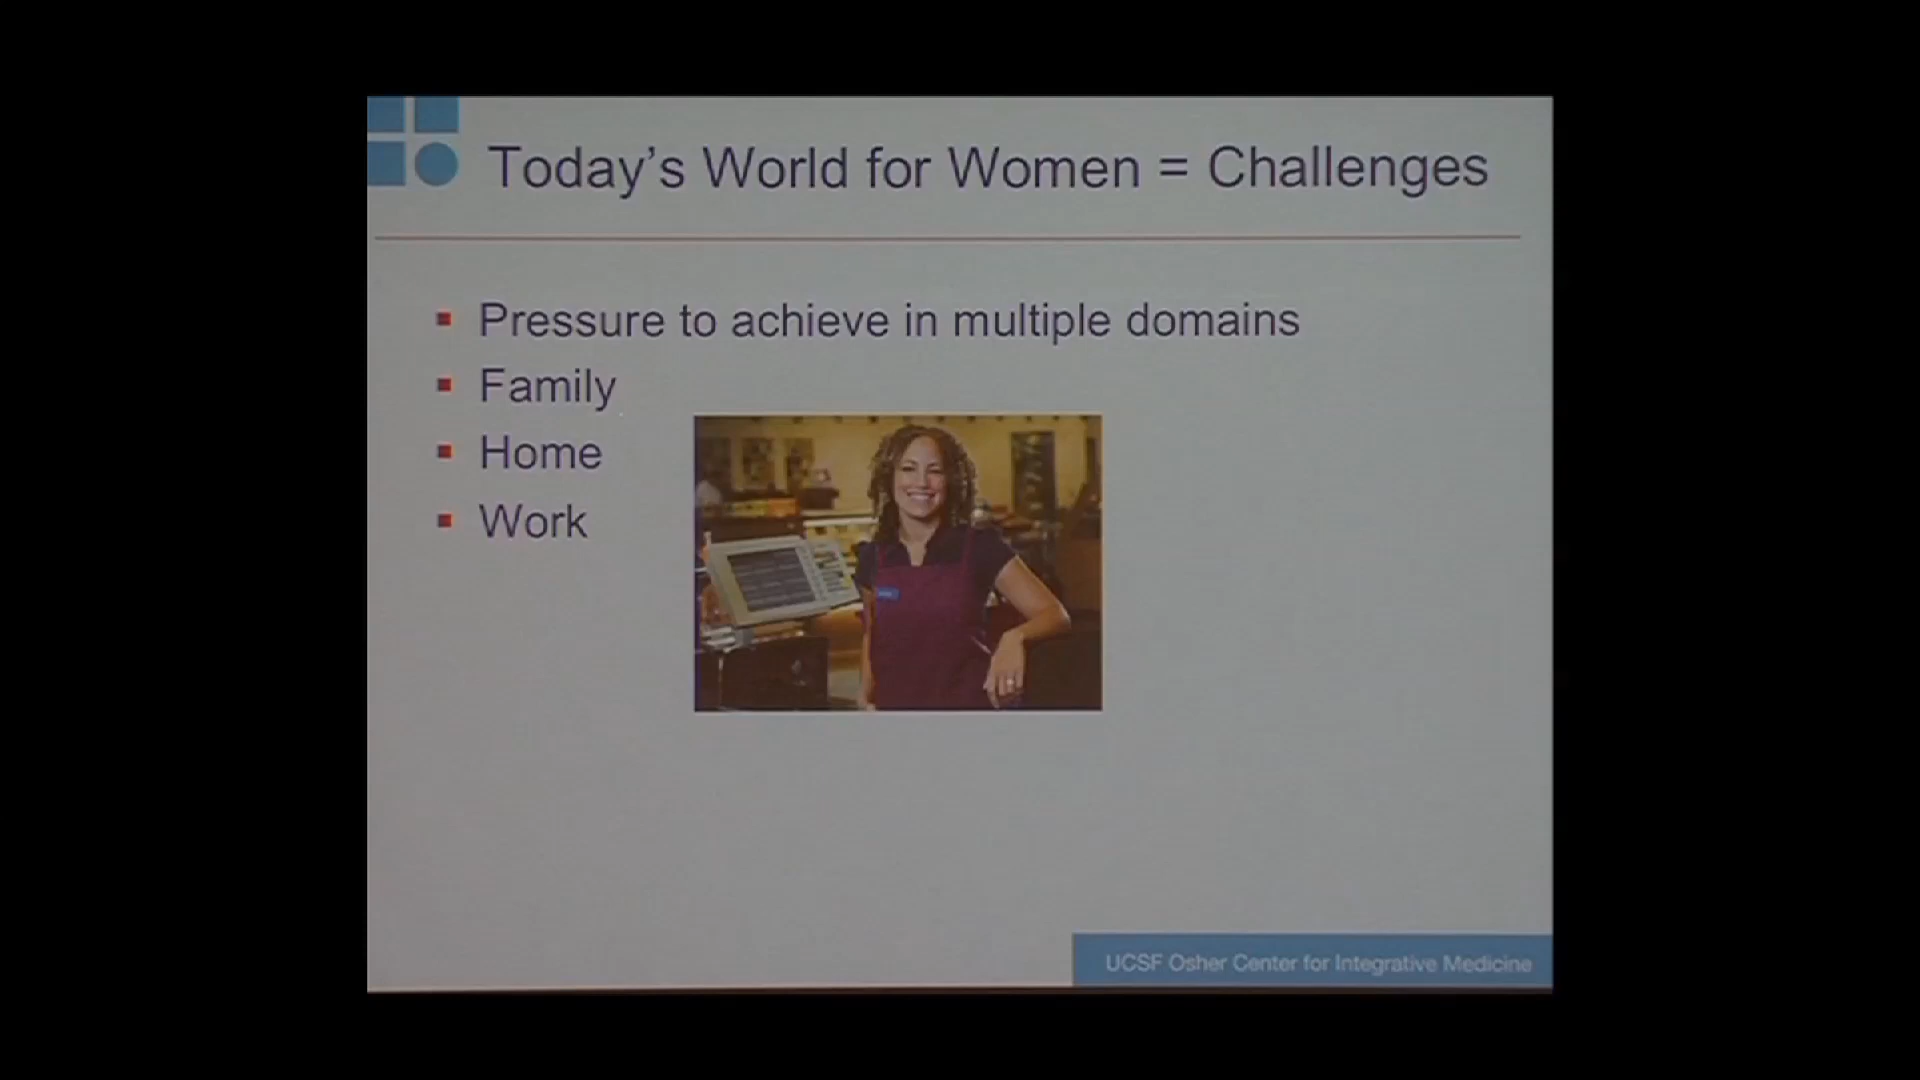 Today's World for Women = Challenges
Pressure to achieve in multiple domains
Family
Home
Work
UCSF Osher Center for Integrative Medicine